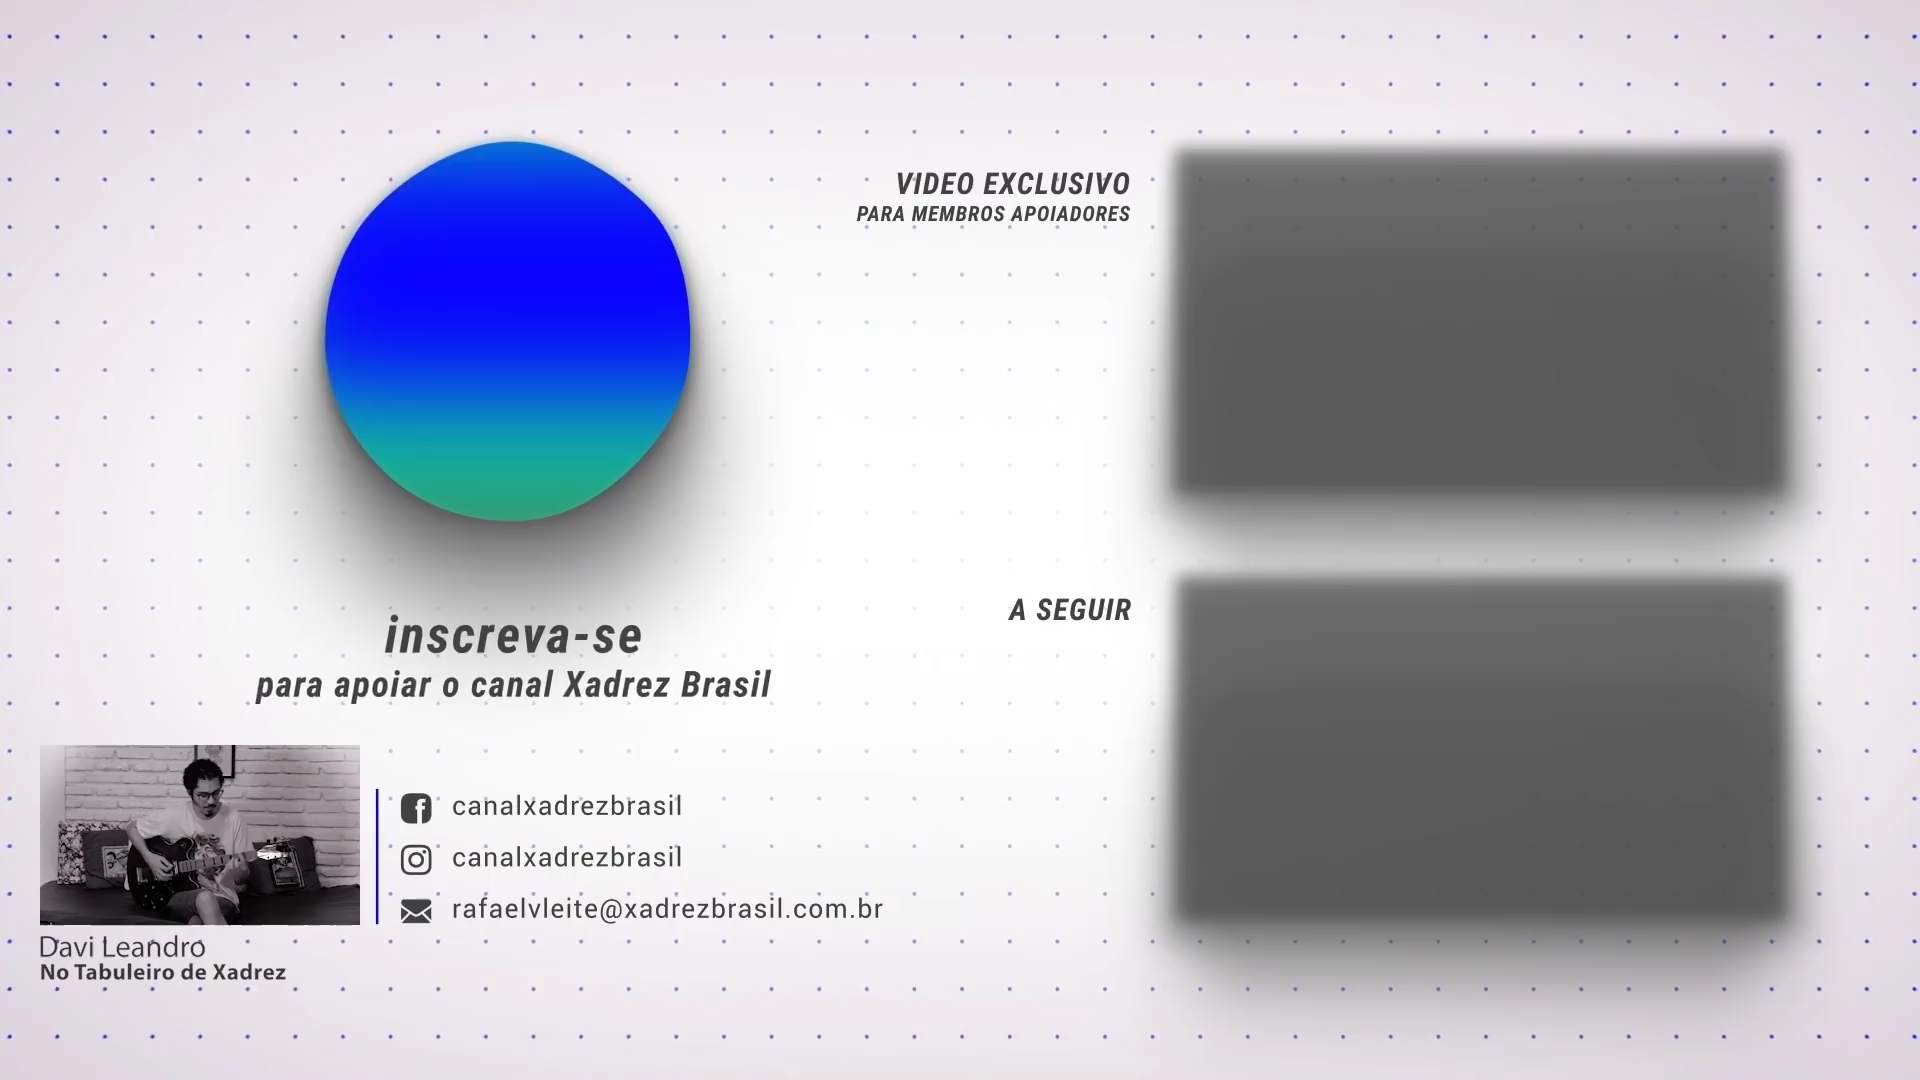 VIDEO EXCLUSIVO
PARA MEMBROS APOIADORES
inscreva-se
para apoiar o canal Xadrez Brasil
A SEGUIR
canalxadrezbrasil
canalxadrezbrasil
rafaelvleite@xadrezbrasil.com.br
Davi Leandro
No Tabuleiro de Xadrez